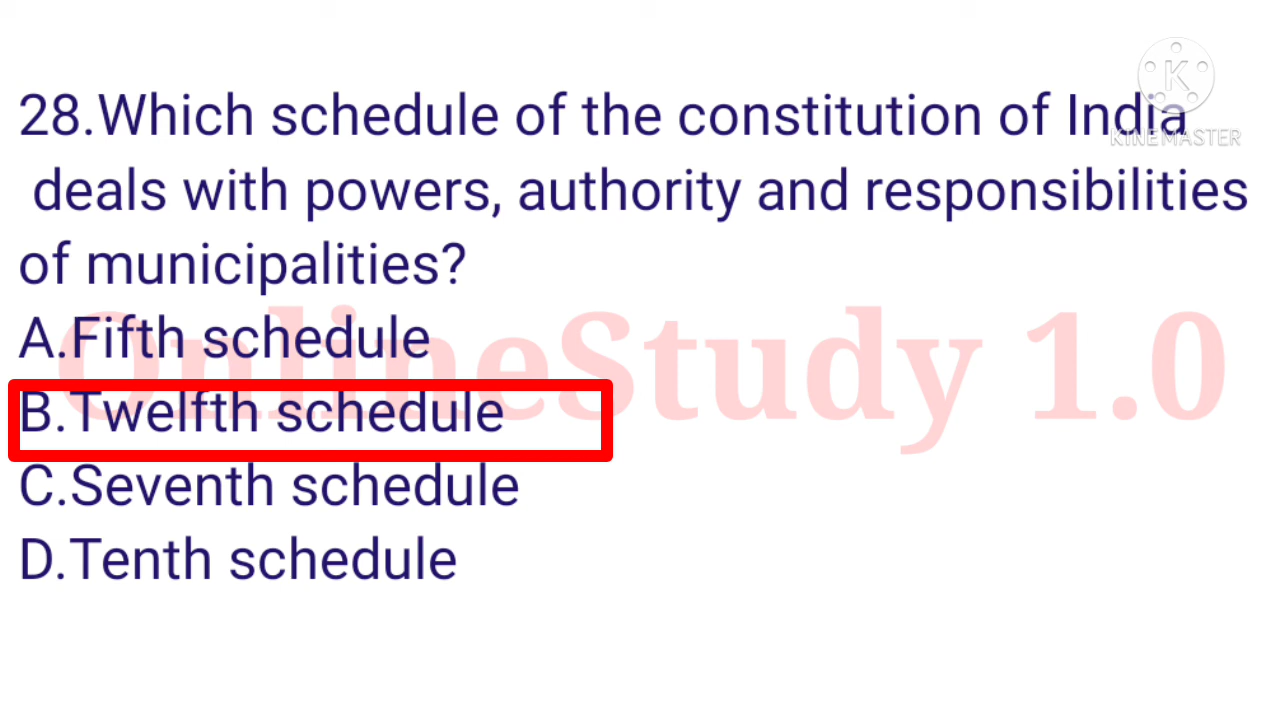 K
KINEMASTER
28.Which schedule of the constitution of India
deals with powers, authority and responsibilities
of municipalities?
OnlineStudy 1.0
A.Fifth schedule
B.Twelfth schedule
C.Seventh schedule
D.Tenth schedule